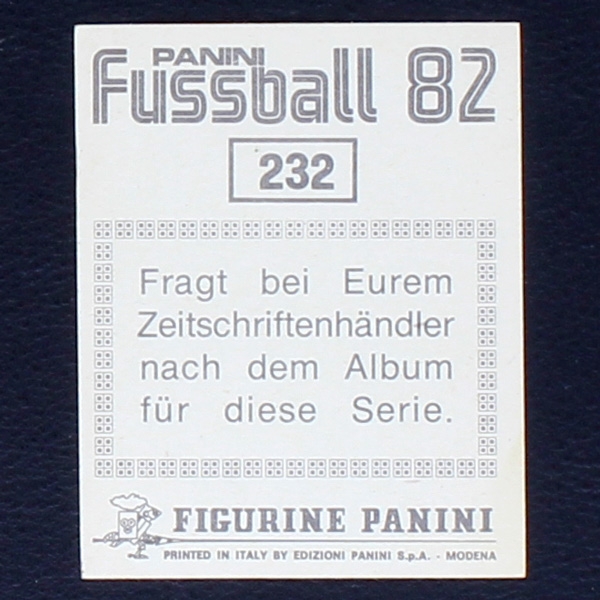 PANINI
Fussball 82
232
Fragt bei Eurem
Zeitschriftenhändler
nach dem Album
für diese Serie.
FIGURINE PANINI
PRINTED IN ITALY BY EDIZIONI PANINI S.p.A. - MODENA